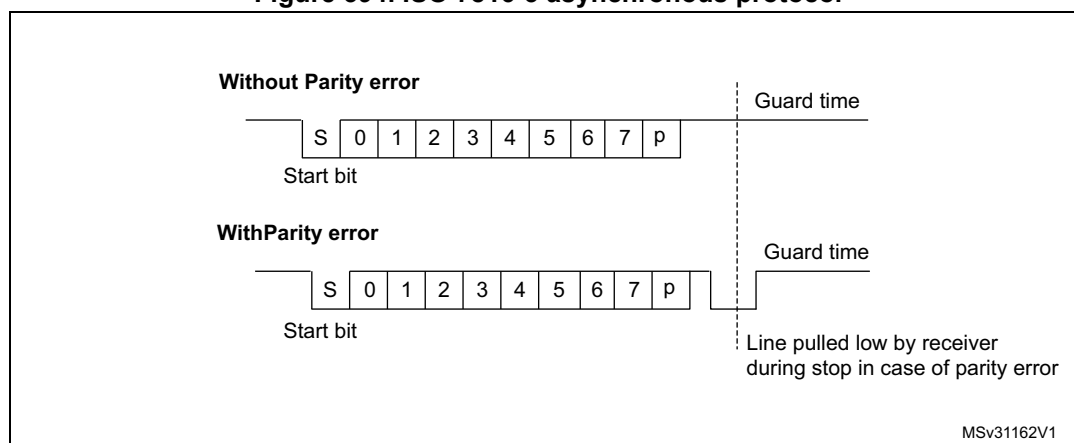 Without Parity error
Guard time
S 0 1 2 3 4 5 6 7 p
Start bit
WithParity error
Guard time
S 0 1 2 3 4 5 6 7 p
Start bit
Line pulled low by receiver
during stop in case of parity error
MSv31162V1